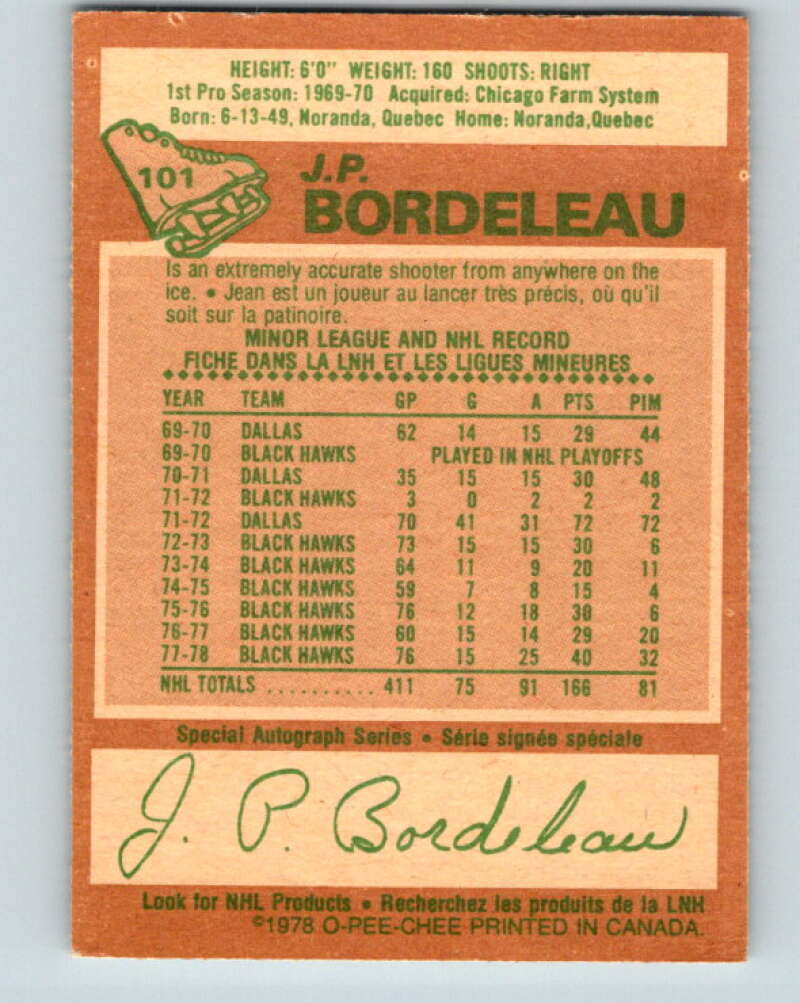 HEIGHT: 6'0" WEIGHT: 160 SHOOTS: RIGHT
1st Pro Season: 1969-70 Acquired: Chicago Farm System
Born: 6-13-49, Noranda, Quebec Home: Noranda, Quebec
101
J.P.
BORDELEAU
Is an extremely accurate shooter from anywhere on the
ice. • Jean est un joueur au lancer très précis, où qu'il
soit sur la patinoire.
MINOR LEAGUE AND NHL RECORD
FICHE DANS LA LNH ET LES LIGUES MINEURES
YEAR TEAM GP G A PTS PIM
69-70 DALLAS 62 14 15 29 44
69-70 BLACK HAWKS PLAYED IN NHL PLAYOFFS
70-71 DALLAS 35 15 15 30 48
71-72 BLACK HAWKS 3 0 2 2 2
71-72 DALLAS 70 41 31 72 72
72-73 BLACK HAWKS 73 15 15 30 6
73-74 BLACK HAWKS 64 11 9 20 11
74-75 BLACK HAWKS 59 7 8 15 4
75-76 BLACK HAWKS 76 12 18 30 6
76-77 BLACK HAWKS 60 15 14 29 20
77-78 BLACK HAWKS 76 15 25 40 32
NHL TOTALS .......... 411 75 91 166 81
Special Autograph Series • Série signée spéciale
J. P. Bordeleau
Look for NHL Products • Recherchez les produits de la LNH
©1978 O-PEE-CHEE PRINTED IN CANADA.